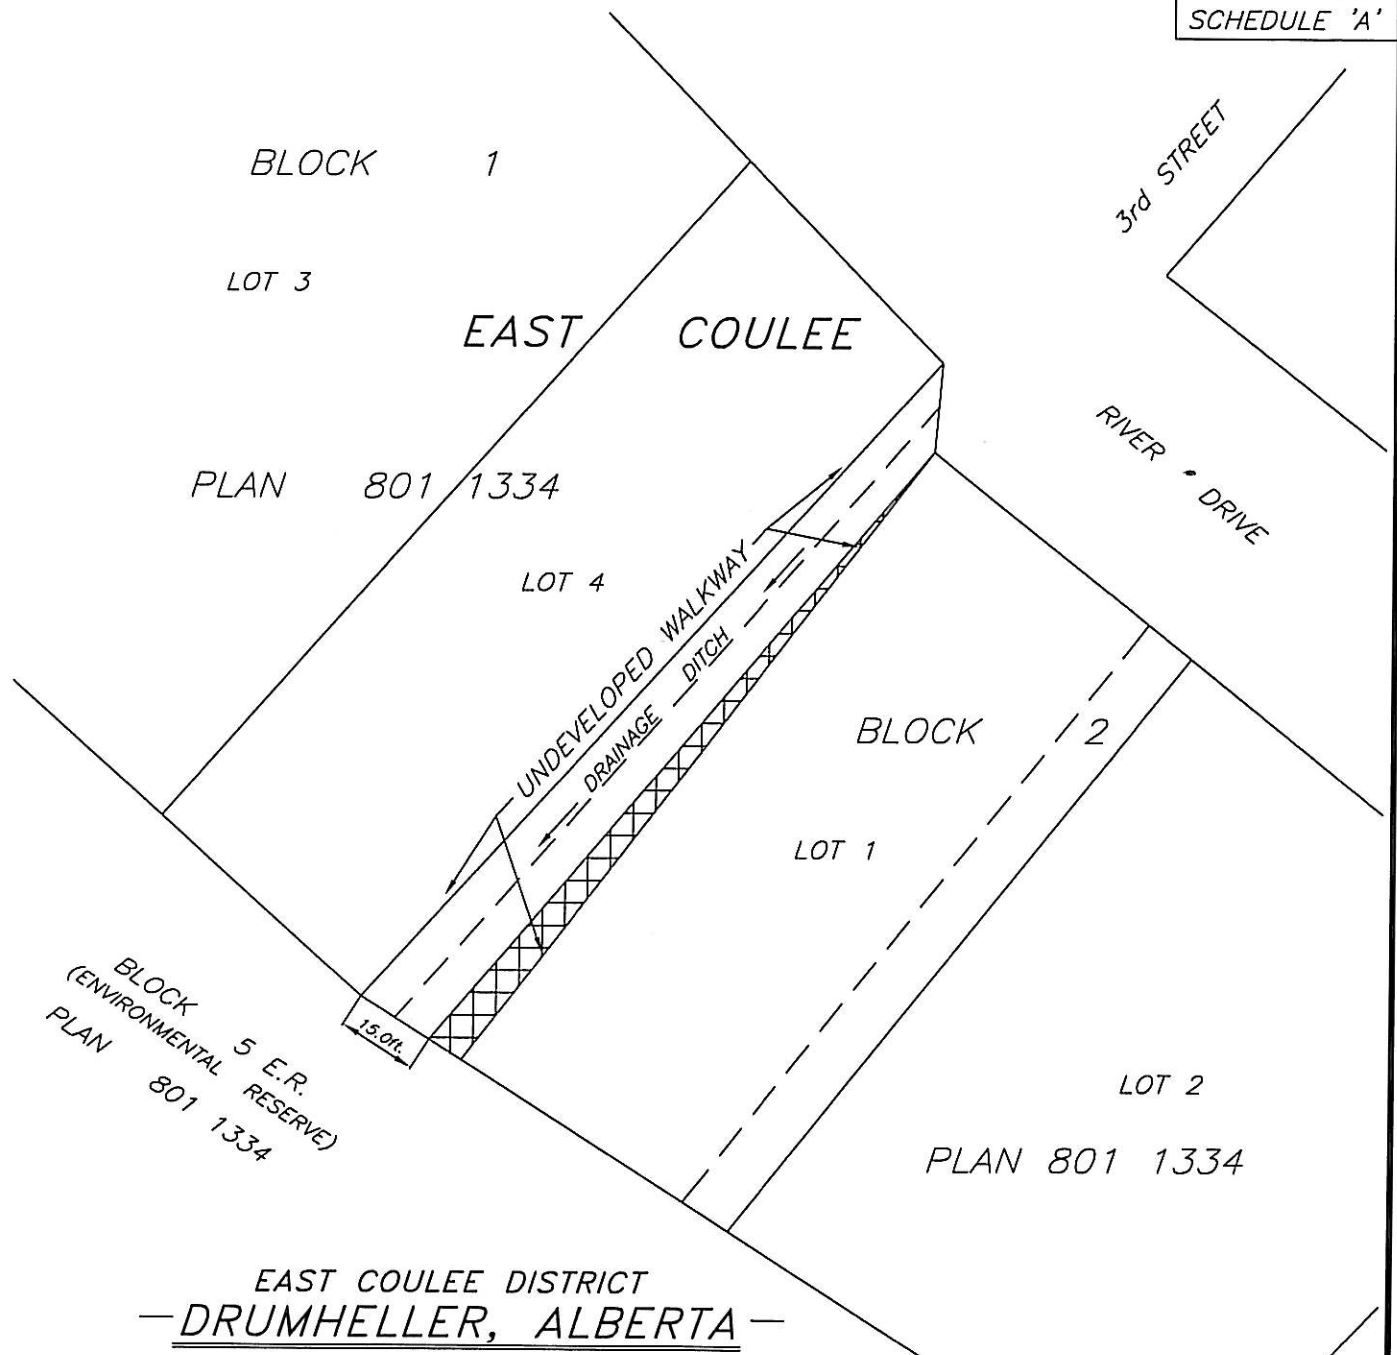 SCHEDULE 'A'
3rd STREET
BLOCK 1
LOT 3
EAST COULEE
RIVER DRIVE
PLAN 801 1334
LOT 4
UNDEVELOPED WALKWAY
DRAINAGE DITCH
BLOCK 2
LOT 1
BLOCK 5 E.R.
(ENVIRONMENTAL RESERVE)
PLAN 801 1334
15.0ft.
LOT 2
PLAN 801 1334
EAST COULEE DISTRICT
—DRUMHELLER, ALBERTA—